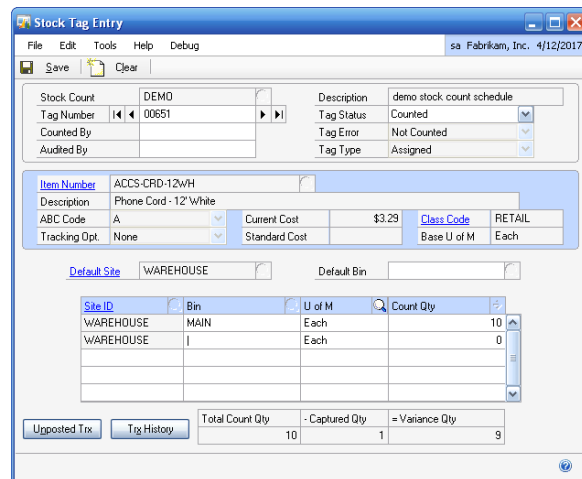 Stock Tag Entry
File Edit Tools Help Debug sa Fabrikam, Inc. 4/12/2017
Save Clear
Stock Count DEMO Description demo stock count schedule
Tag Number 00651 Tag Status Counted
Counted By Tag Error Not Counted
Audited By Tag Type Assigned
Item Number ACCS-CRD-12WH
Description Phone Cord - 12' White
ABC Code A Current Cost $3.29 Class Code RETAIL
Tracking Opt. None Standard Cost Base U of M Each
Default Site WAREHOUSE Default Bin
Site ID Bin U of M Count Qty
WAREHOUSE MAIN Each 10
WAREHOUSE Each 0
Unposted Trx Trx History Total Count Qty - Captured Qty = Variance Qty
10 1 9